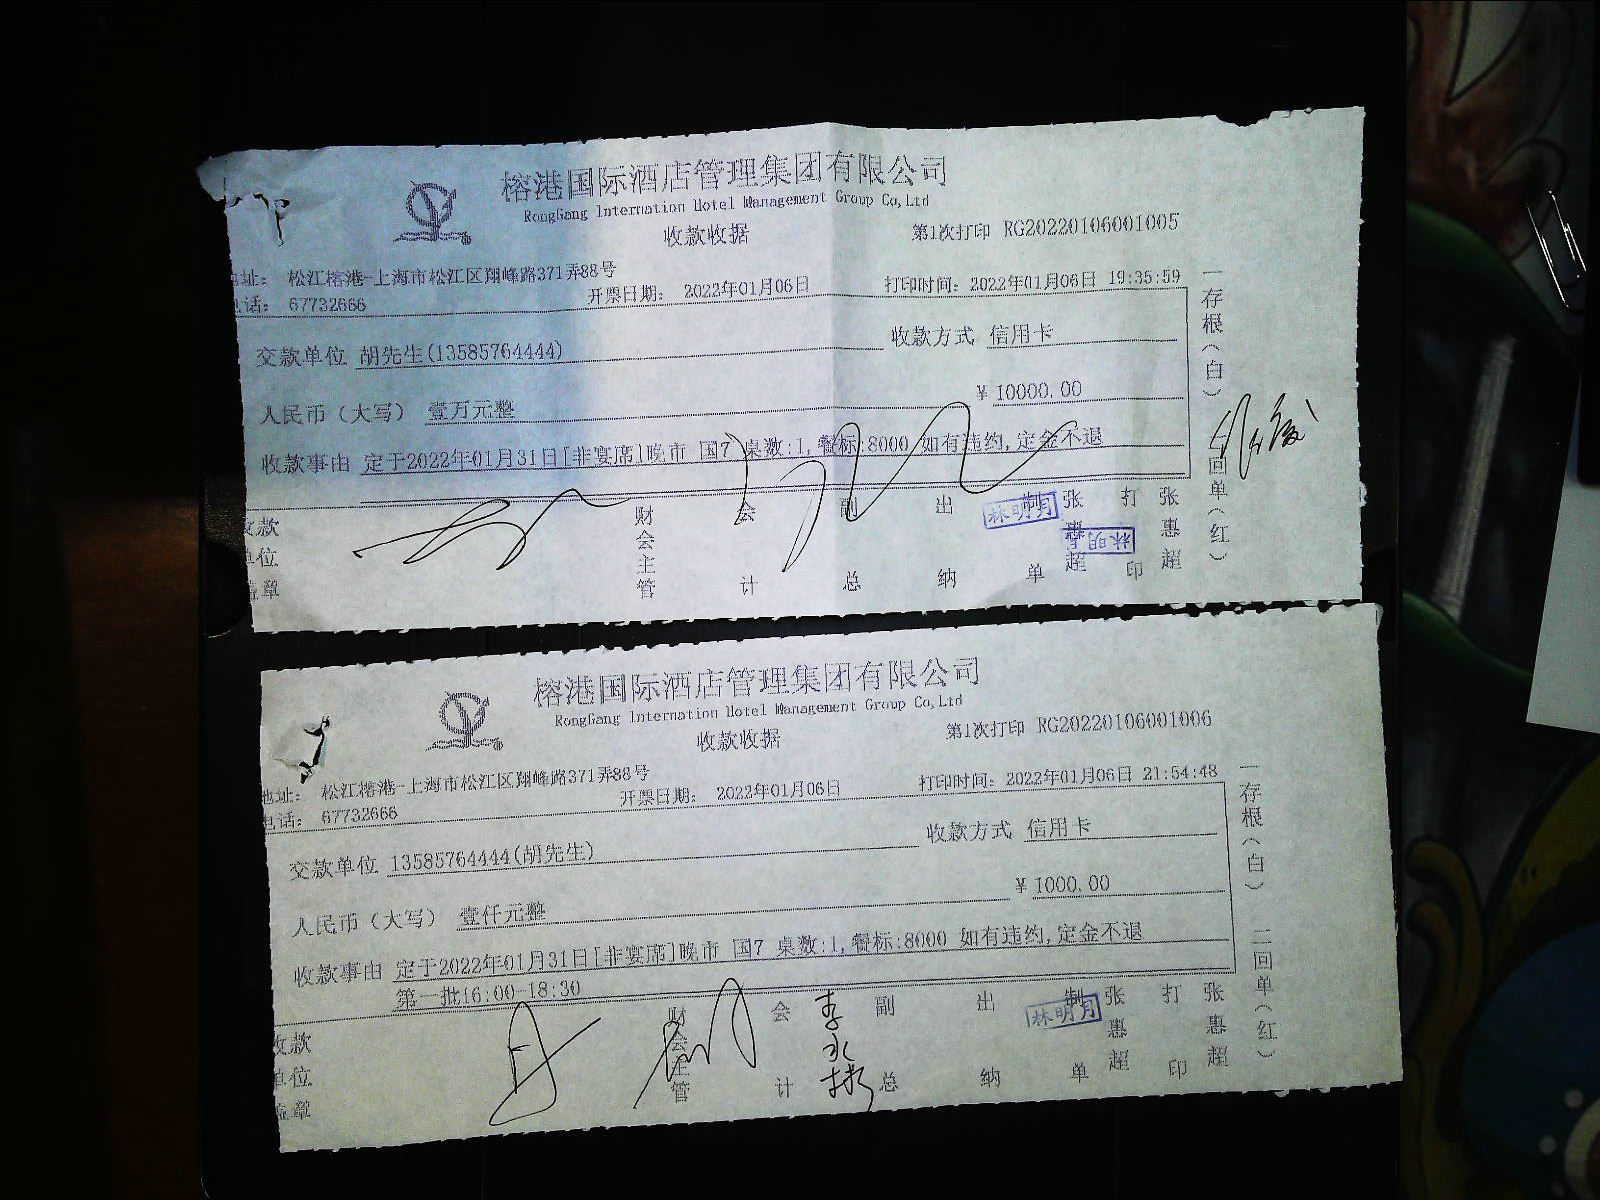 榕港国际酒店管理集团有限公司
RongGang Internation Hotel Management Group Co,Ltd
收款收据
第1次打印 RG20220106001005
地址： 松江榕港-上海市松江区翔峰路371弄88号
电话： 67732666
开票日期： 2022年01月06日
打印时间：2022年01月06日 19:35:59
交款单位 胡先生(13585764444)
收款方式 信用卡
人民币（大写） 壹万元整
¥ 10000.00
收款事由 定于2022年01月31日[非宴席]晚市 国7 桌数:1,餐标:8000 如有违约,定金不退
收款单位盖章
财会主管
会计
副总
出纳
制单
张惠超
打印
张惠超
林明月
林明月
一存根（白）
二回单（红）
榕港国际酒店管理集团有限公司
RongGang Internation Hotel Management Group Co,Ltd
收款收据
第1次打印 RG20220106001006
地址： 松江榕港-上海市松江区翔峰路371弄88号
电话： 67732666
开票日期： 2022年01月06日
打印时间：2022年01月06日 21:54:48
交款单位 13585764444(胡先生)
收款方式 信用卡
人民币（大写） 壹仟元整
¥ 1000.00
收款事由 定于2022年01月31日[非宴席]晚市 国7 桌数:1,餐标:8000 如有违约,定金不退
第一批16:00-18:30
收款单位盖章
财会主管
会计
副总
出纳
制单
张惠超
打印
张惠超
林明月
一存根（白）
二回单（红）